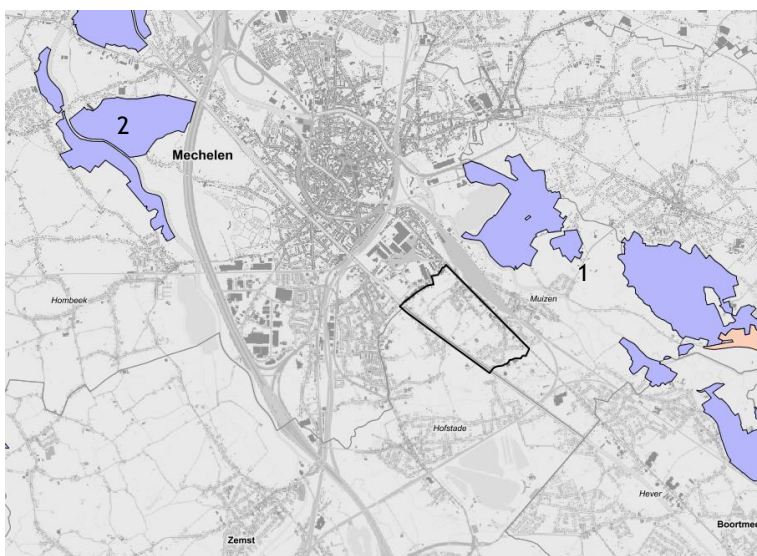 2
Mechelen
1
Hombeek
Muizen
Hofstade
Hever
Zemst
Boortmee